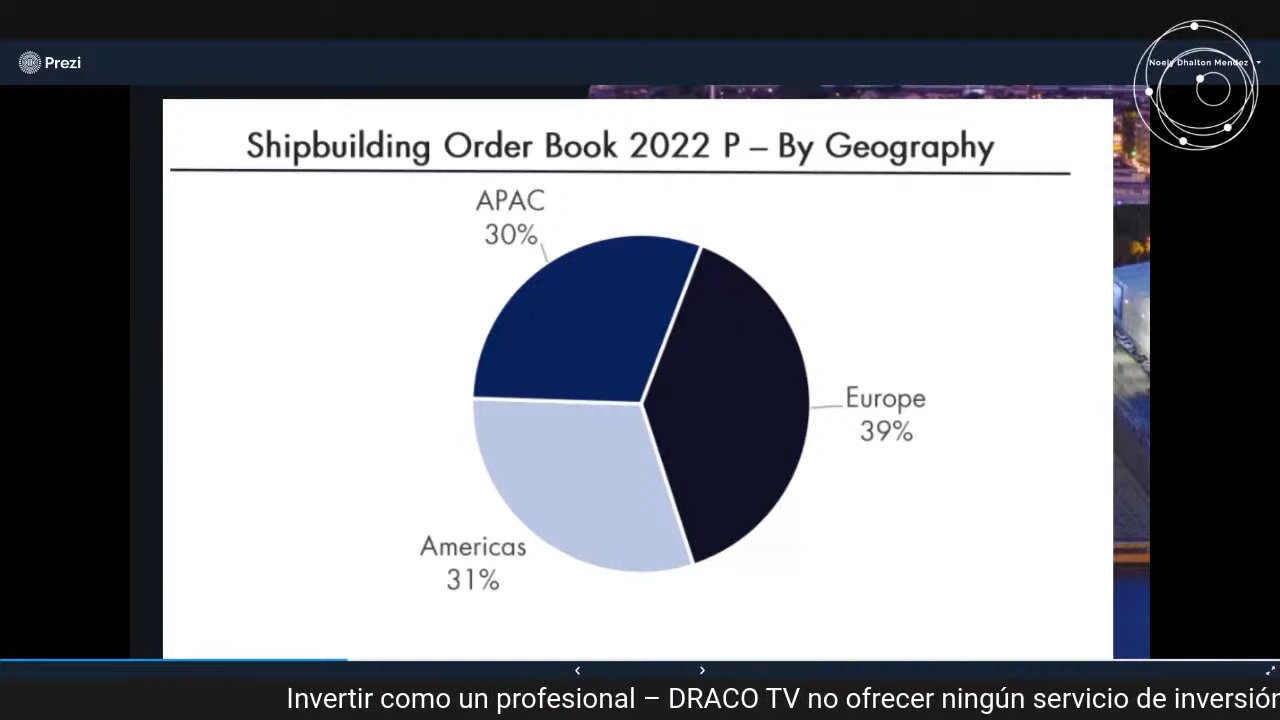 Prezi
Noely Dhalton Mendez
Shipbuilding Order Book 2022 P – By Geography
APAC
30%
Europe
39%
Americas
31%
Invertir como un profesional – DRACO TV no ofrecer ningún servicio de inversión